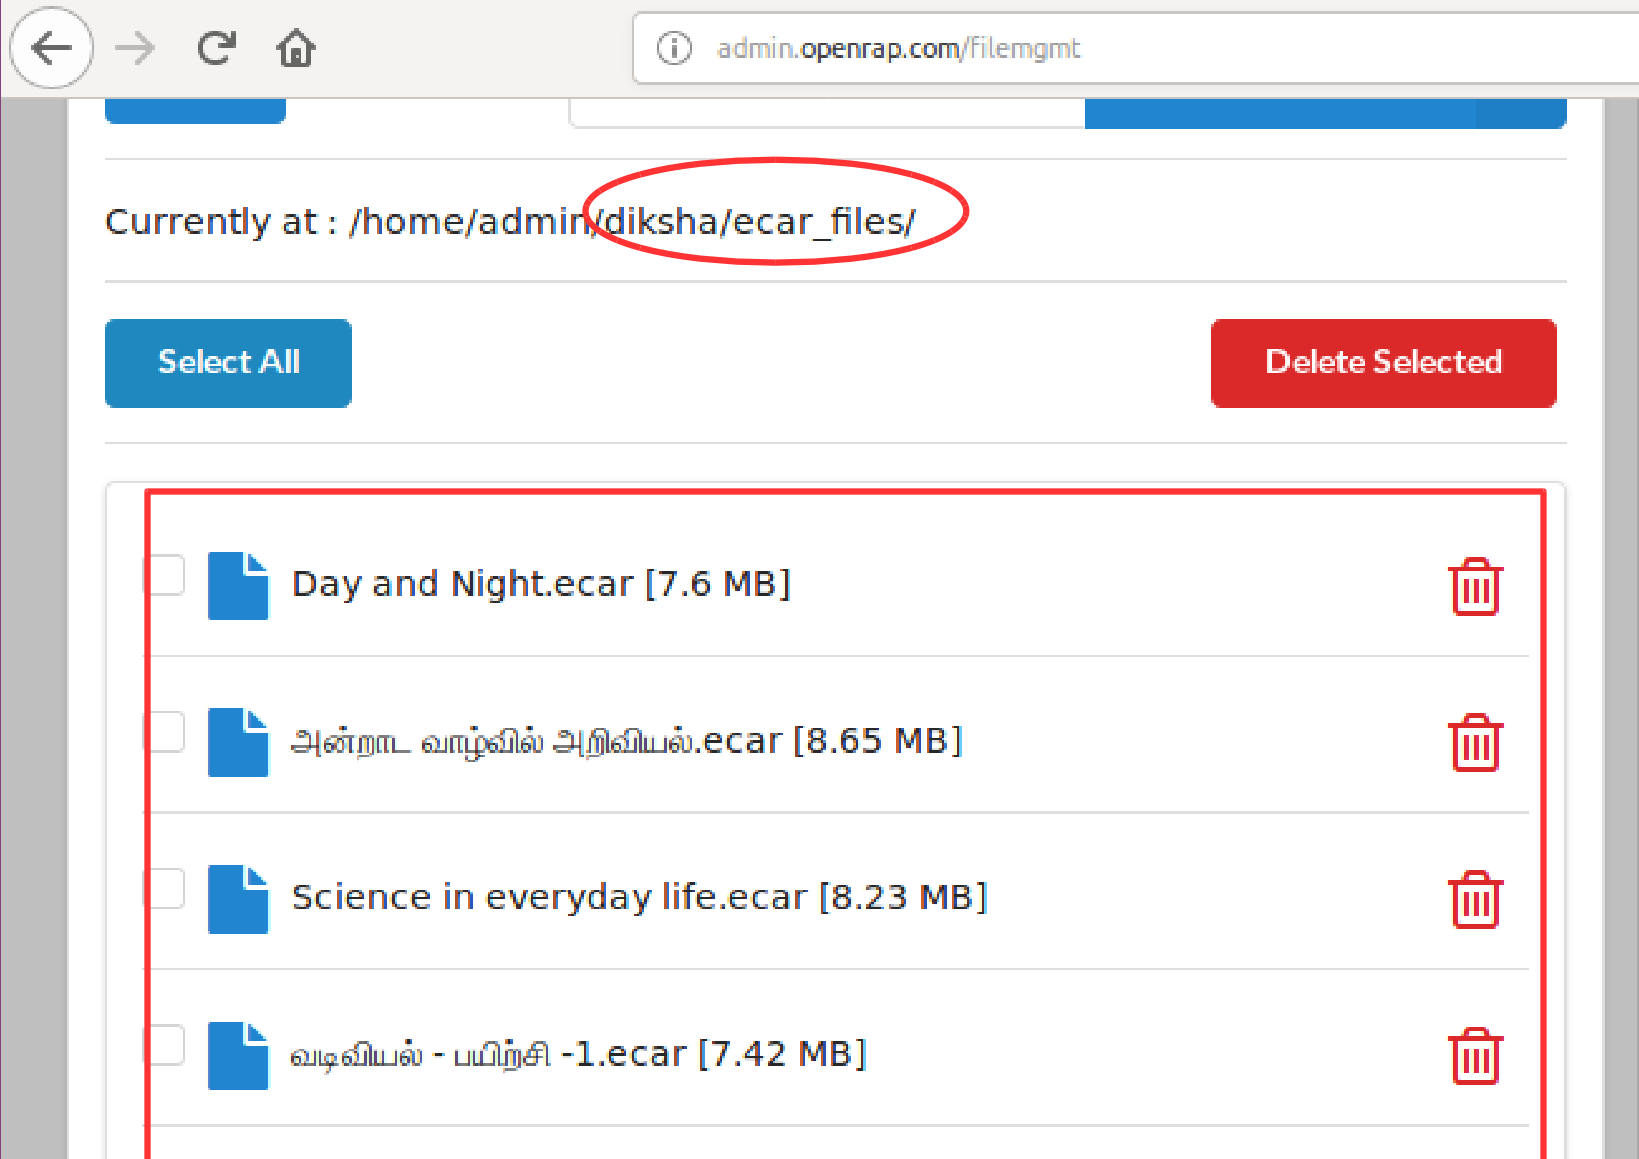 admin.openrap.com/filemgmt
Currently at : /home/admin/diksha/ecar_files/
Select All
Delete Selected
Day and Night.ecar [7.6 MB]
அன்றாட வாழ்வில் அறிவியல்.ecar [8.65 MB]
Science in everyday life.ecar [8.23 MB]
வடிவியல் - பயிற்சி -1.ecar [7.42 MB]